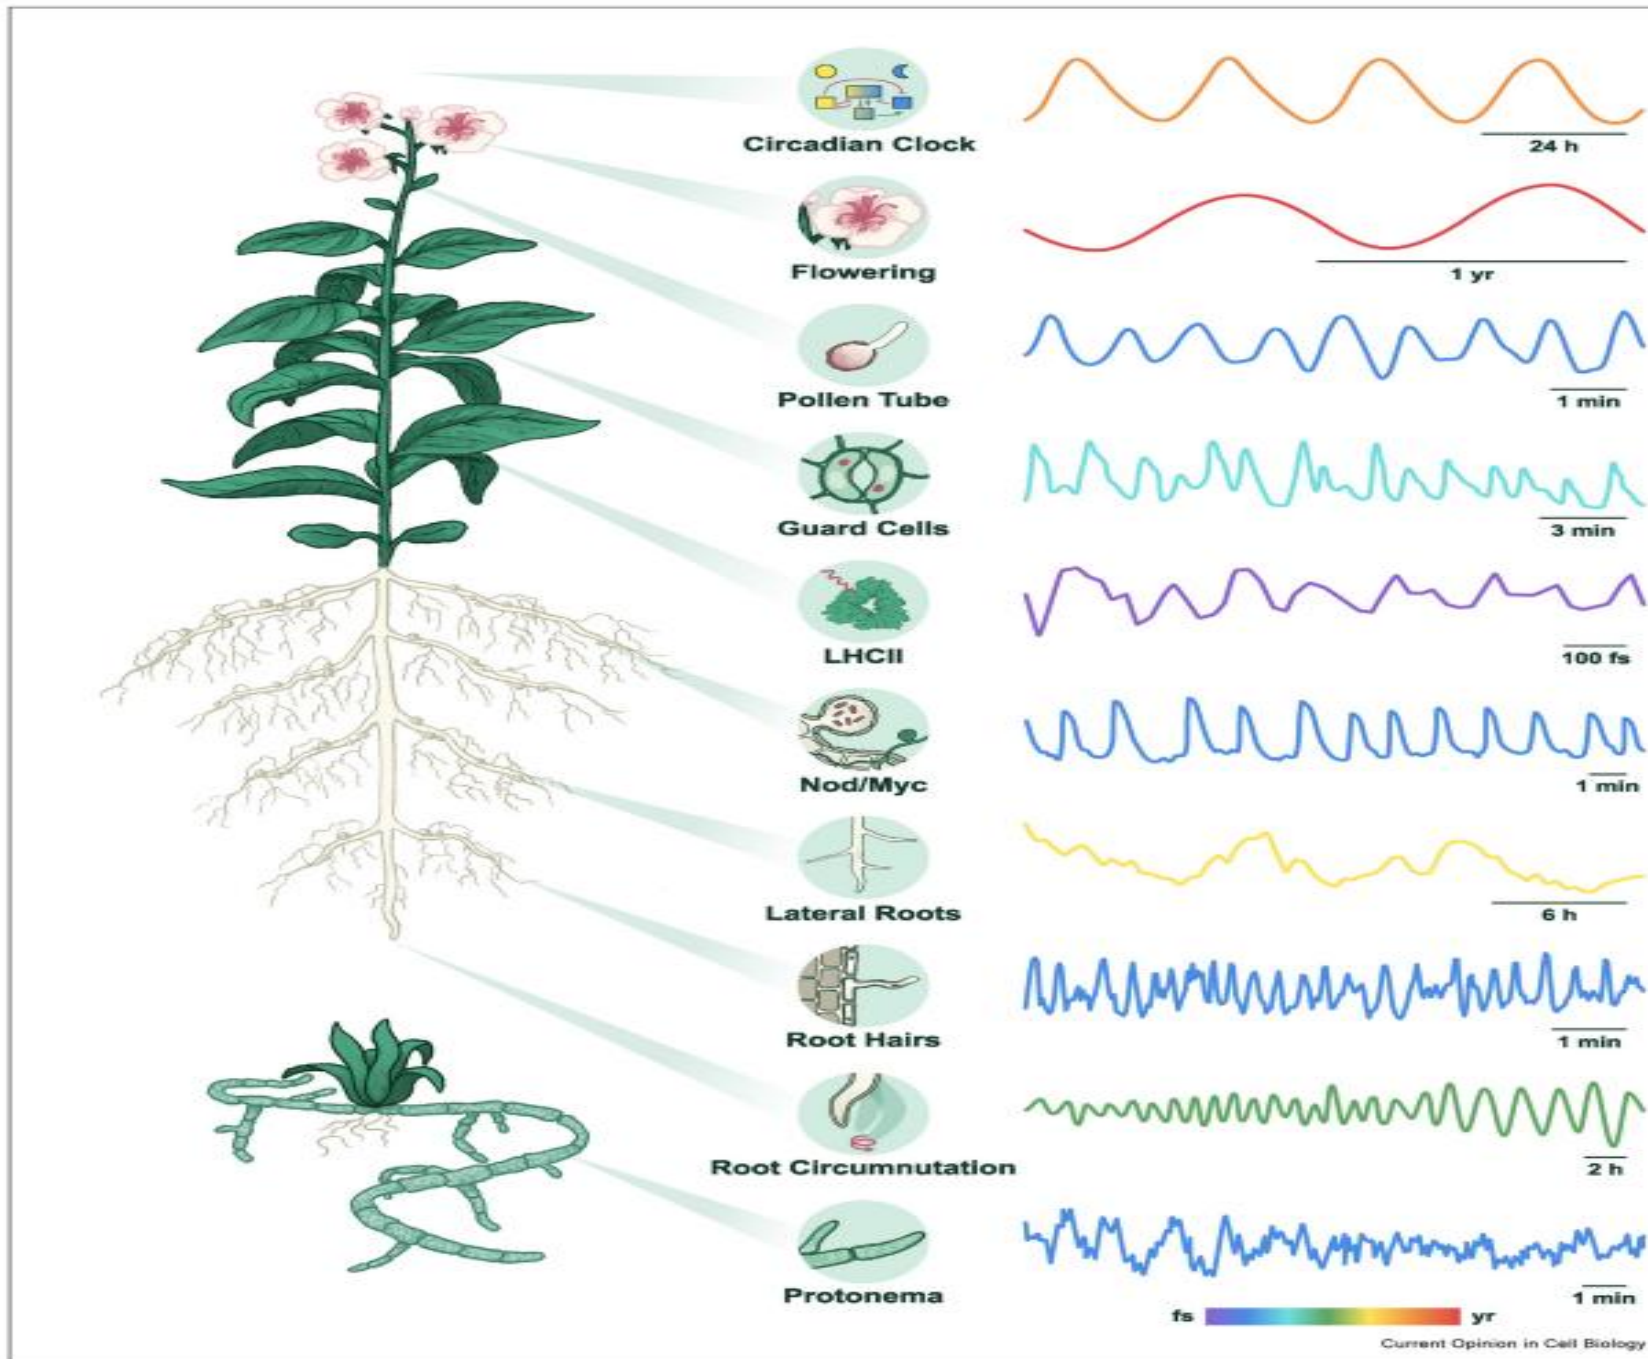 Circadian Clock
24 h
Flowering
1 yr
Pollen Tube
1 min
Guard Cells
3 min
LHCII
100 fs
Nod/Myc
1 min
Lateral Roots
6 h
Root Hairs
1 min
Root Circumnutation
2 h
Protonema
1 min
fs yr
Current Opinion in Cell Biology